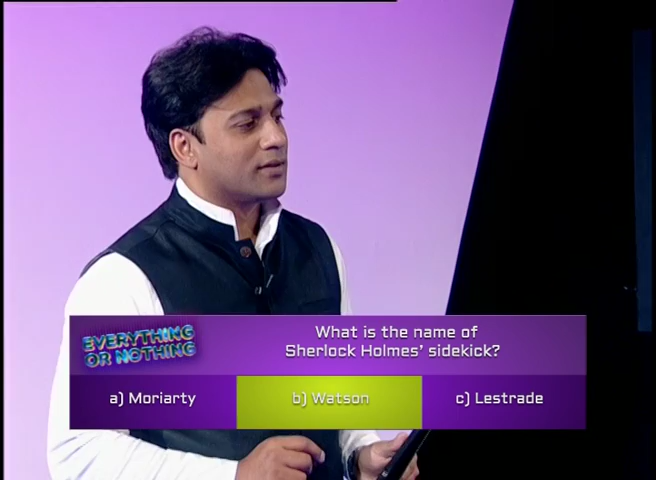 EVERYTHING
OR NOTHING
What is the name of
Sherlock Holmes' sidekick?
a) Moriarty
b) Watson
c) Lestrade